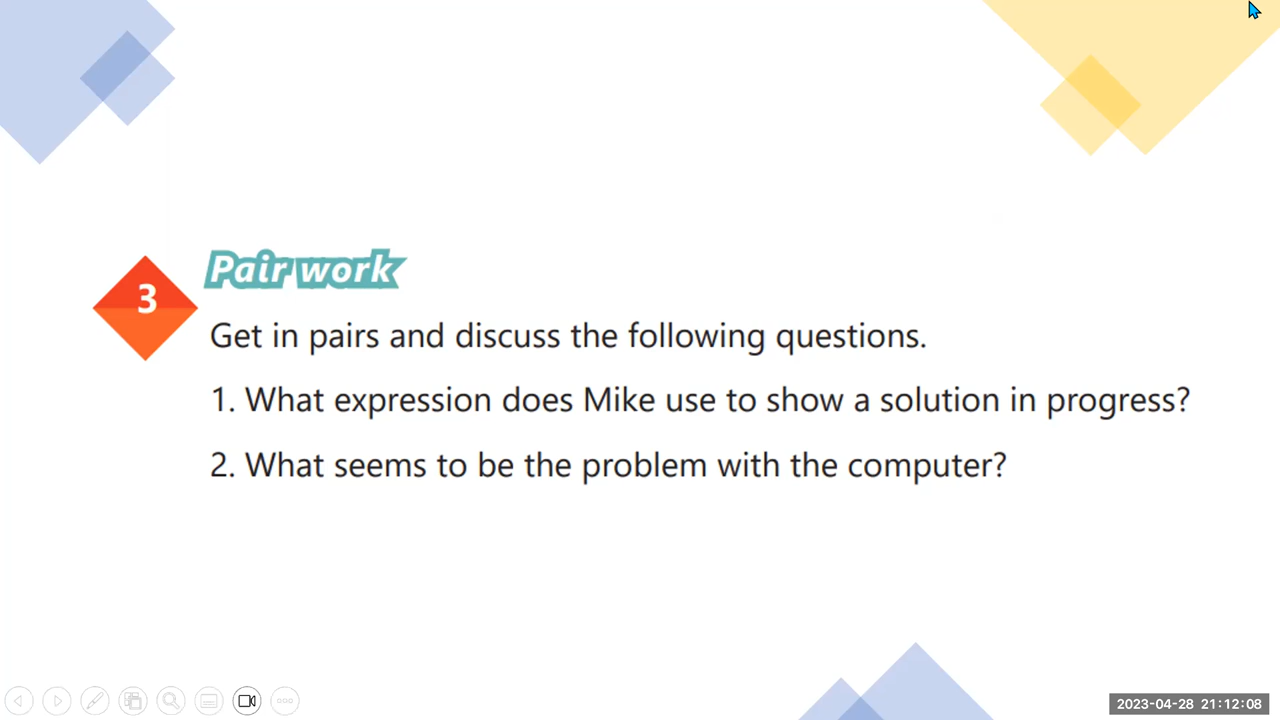 Pair work
3
Get in pairs and discuss the following questions.
1. What expression does Mike use to show a solution in progress?
2. What seems to be the problem with the computer?
2023-04-28 21:12:08